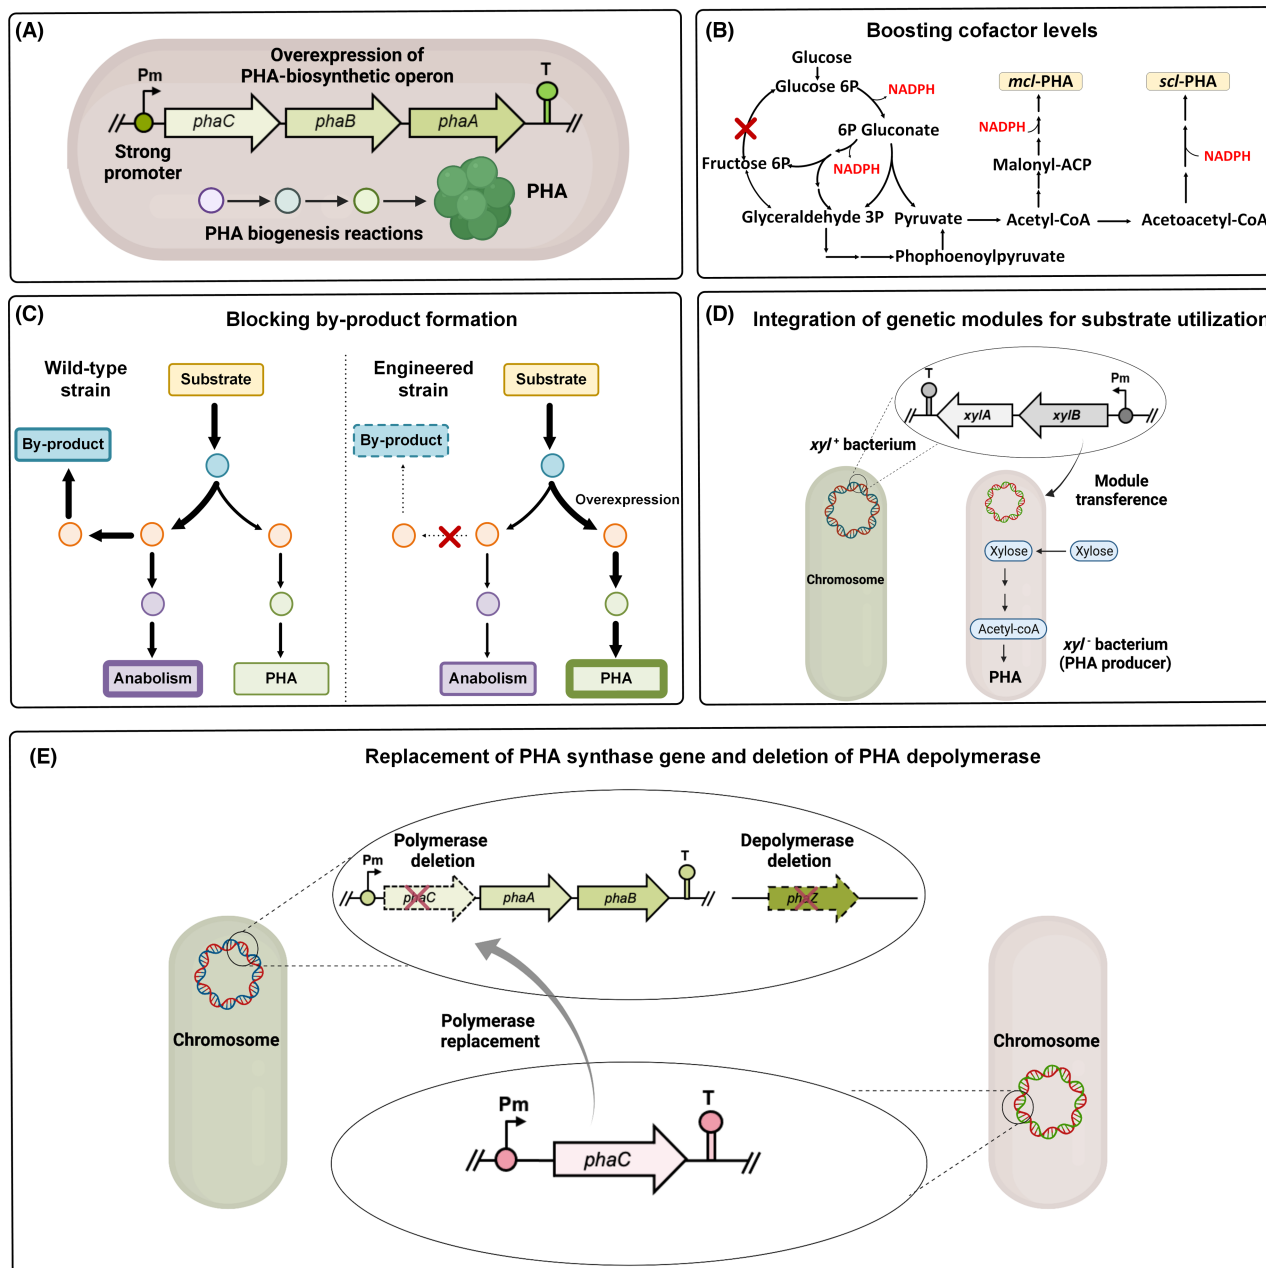 (A)
Overexpression of
PHA-biosynthetic operon
Pm
T
phaC
phaB
phaA
Strong
promoter
PHA
PHA biogenesis reactions
(B)
Boosting cofactor levels
Glucose
Glucose 6P
NADPH
6P Gluconate
NADPH
Fructose 6P
Glyceraldehyde 3P
Pyruvate
Phophoenoylpyruvate
mcl-PHA
NADPH
Malonyl-ACP
Acetyl-CoA
scl-PHA
NADPH
Acetoacetyl-CoA
(C)
Blocking by-product formation
Wild-type
strain
Substrate
By-product
Anabolism
PHA
Engineered
strain
Substrate
By-product
Overexpression
Anabolism
PHA
(D)
Integration of genetic modules for substrate utilization
T
Pm
xylA
xylB
xyl+ bacterium
Module
transference
Chromosome
Xylose
Xylose
Acetyl-coA
PHA
xyl- bacterium
(PHA producer)
(E)
Replacement of PHA synthase gene and deletion of PHA depolymerase
Polymerase
deletion
Depolymerase
deletion
Pm
T
phaC
phaA
phaB
phaZ
Chromosome
Polymerase
replacement
Chromosome
Pm
T
phaC